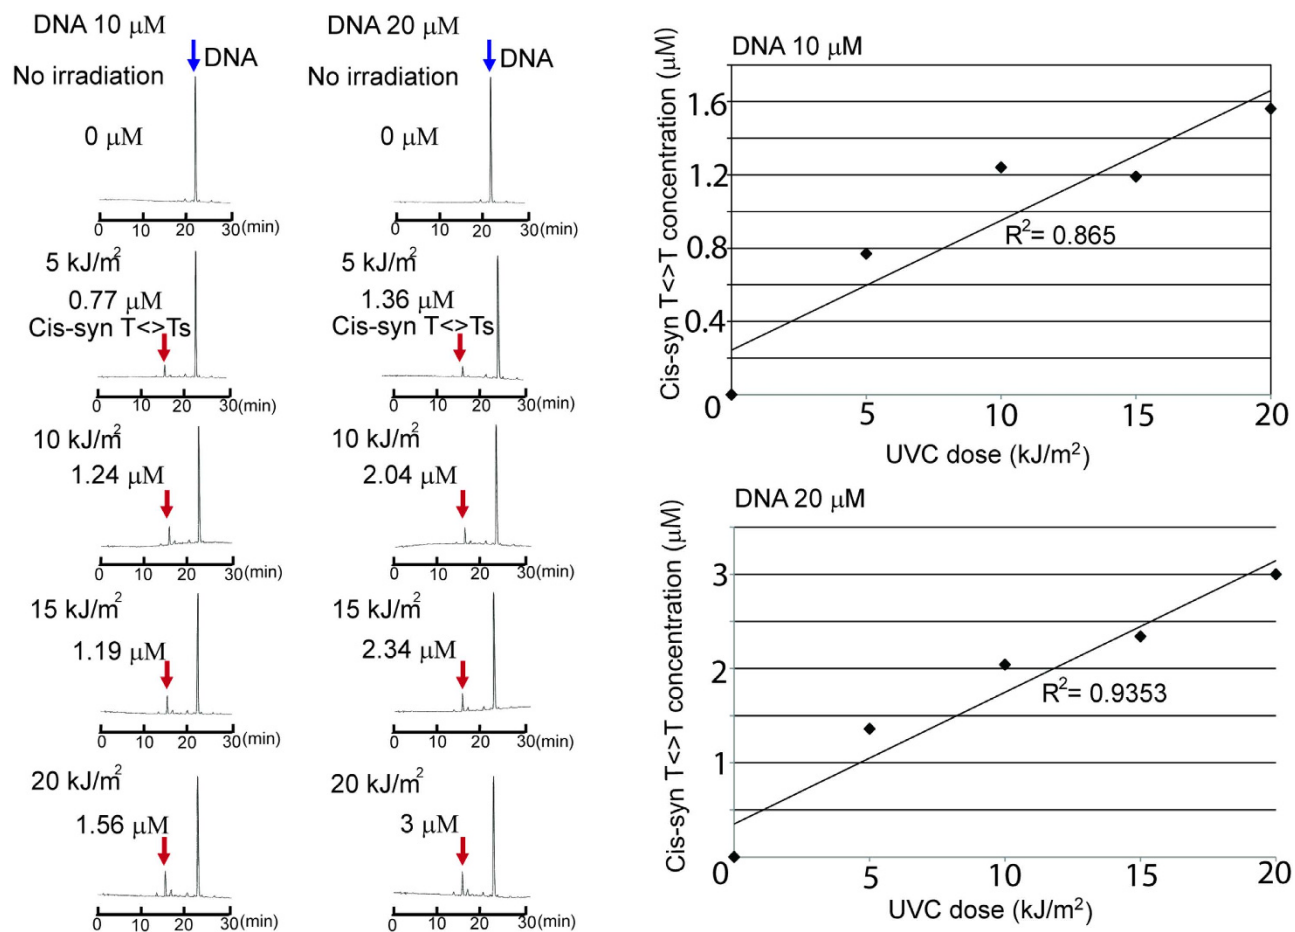 DNA 10 μM
DNA
No irradiation
0 μM
0 10 20 30(min)
5 kJ/m²
0.77 μM
Cis-syn T<>Ts
0 10 20 30(min)
10 kJ/m²
1.24 μM
0 10 20 30(min)
15 kJ/m²
1.19 μM
0 10 20 30(min)
20 kJ/m²
1.56 μM
0 10 20 30(min)
DNA 20 μM
DNA
No irradiation
0 μM
0 10 20 30(min)
5 kJ/m²
1.36 μM
Cis-syn T<>Ts
0 10 20 30(min)
10 kJ/m²
2.04 μM
0 10 20 30(min)
15 kJ/m²
2.34 μM
0 10 20 30(min)
20 kJ/m²
3 μM
0 10 20 30(min)
DNA 10 μM
Cis-syn T<>T concentration (μM)
1.6
1.2
0.8
0.4
0
R²= 0.865
5 10 15 20
UVC dose (kJ/m²)
DNA 20 μM
Cis-syn T<>T concentration (μM)
3
2
1
0
R²= 0.9353
5 10 15 20
UVC dose (kJ/m²)